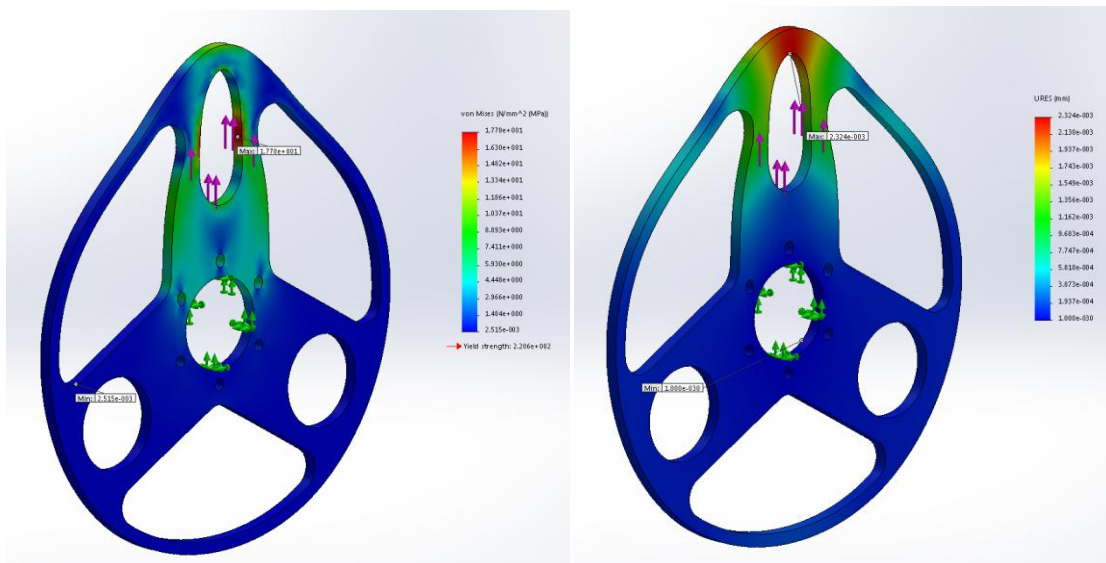 von Mises (N/mm^2 (MPa))
1.778e+001
1.630e+001
1.482e+001
1.334e+001
1.186e+001
1.037e+001
8.893e+000
7.411e+000
5.930e+000
4.448e+000
2.966e+000
1.484e+000
2.515e-003
Yield strength: 2.206e+002
Max: 1.778e+001
Min: 2.515e-003
URES (mm)
2.324e-003
2.130e-003
1.937e-003
1.743e-003
1.549e-003
1.356e-003
1.162e-003
9.683e-004
7.747e-004
5.810e-004
3.873e-004
1.937e-004
1.000e-030
Max: 2.324e-003
Min: 1.000e-030